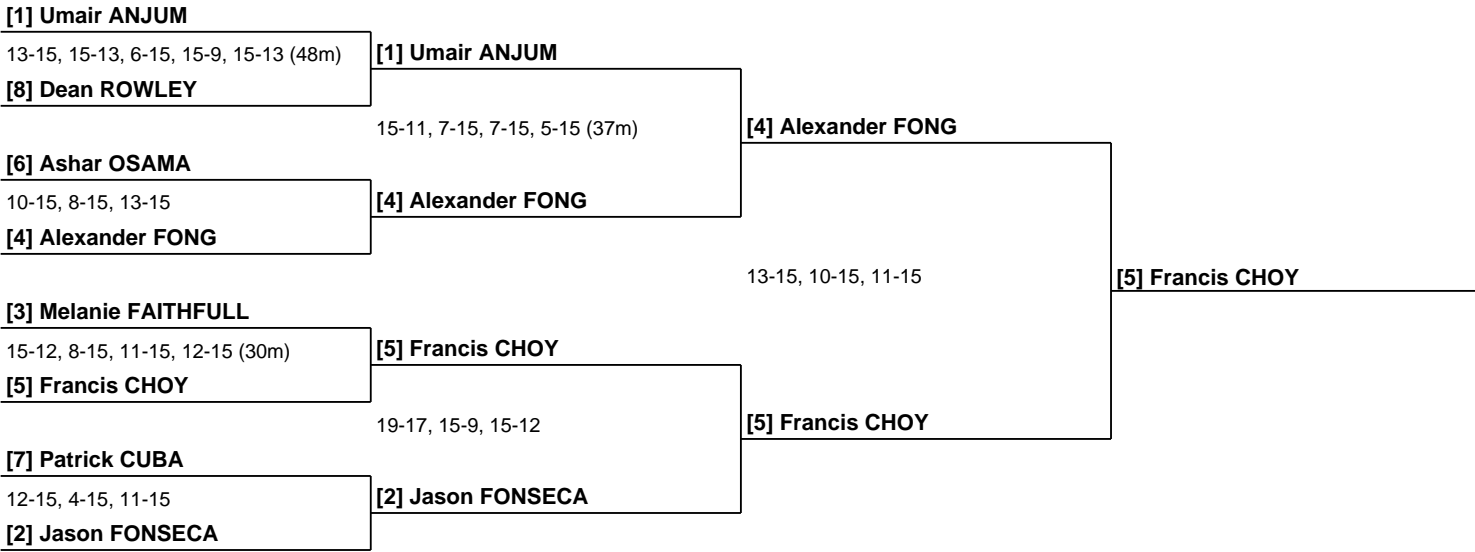 [1] Umair ANJUM
13-15, 15-13, 6-15, 15-9, 15-13 (48m)
[8] Dean ROWLEY
[1] Umair ANJUM
15-11, 7-15, 7-15, 5-15 (37m)
[6] Ashar OSAMA
10-15, 8-15, 13-15
[4] Alexander FONG
[4] Alexander FONG
[4] Alexander FONG
13-15, 10-15, 11-15
[5] Francis CHOY
[3] Melanie FAITHFULL
15-12, 8-15, 11-15, 12-15 (30m)
[5] Francis CHOY
[5] Francis CHOY
19-17, 15-9, 15-12
[5] Francis CHOY
[7] Patrick CUBA
12-15, 4-15, 11-15
[2] Jason FONSECA
[2] Jason FONSECA